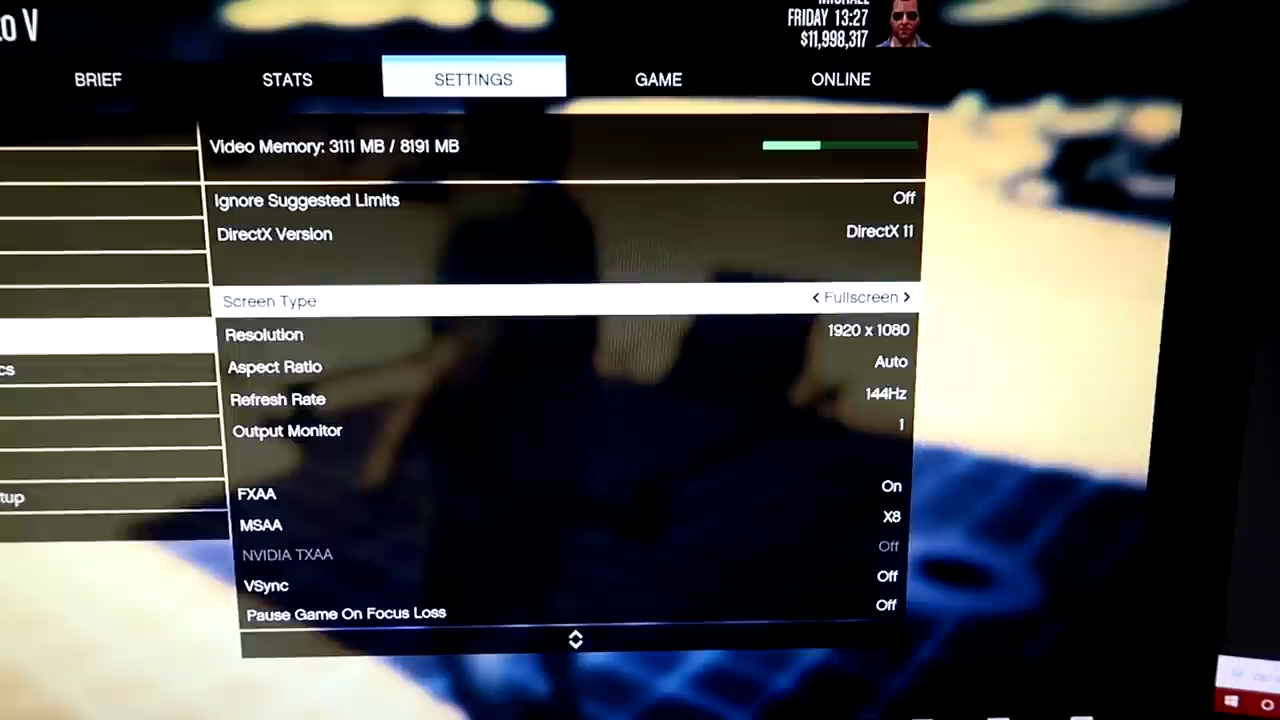 to V
MICHAEL
FRIDAY 13:27
$11,998,317
BRIEF STATS SETTINGS GAME ONLINE
Video Memory: 3111 MB / 8191 MB
Ignore Suggested Limits Off
DirectX Version DirectX 11
Screen Type < Fullscreen >
Resolution 1920 x 1080
Aspect Ratio Auto
Refresh Rate 144Hz
Output Monitor 1
cs
FXAA On
tup
MSAA X8
NVIDIA TXAA Off
VSync Off
Pause Game On Focus Loss Off